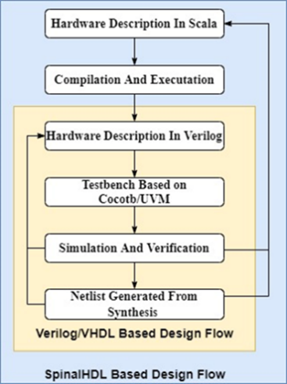 Hardware Description In Scala
Compilation And Executation
Hardware Description In Verilog
Testbench Based on
Cocotb/UVM
Simulation And Verification
Netlist Generated From
Synthesis
Verilog/VHDL Based Design Flow
SpinalHDL Based Design Flow